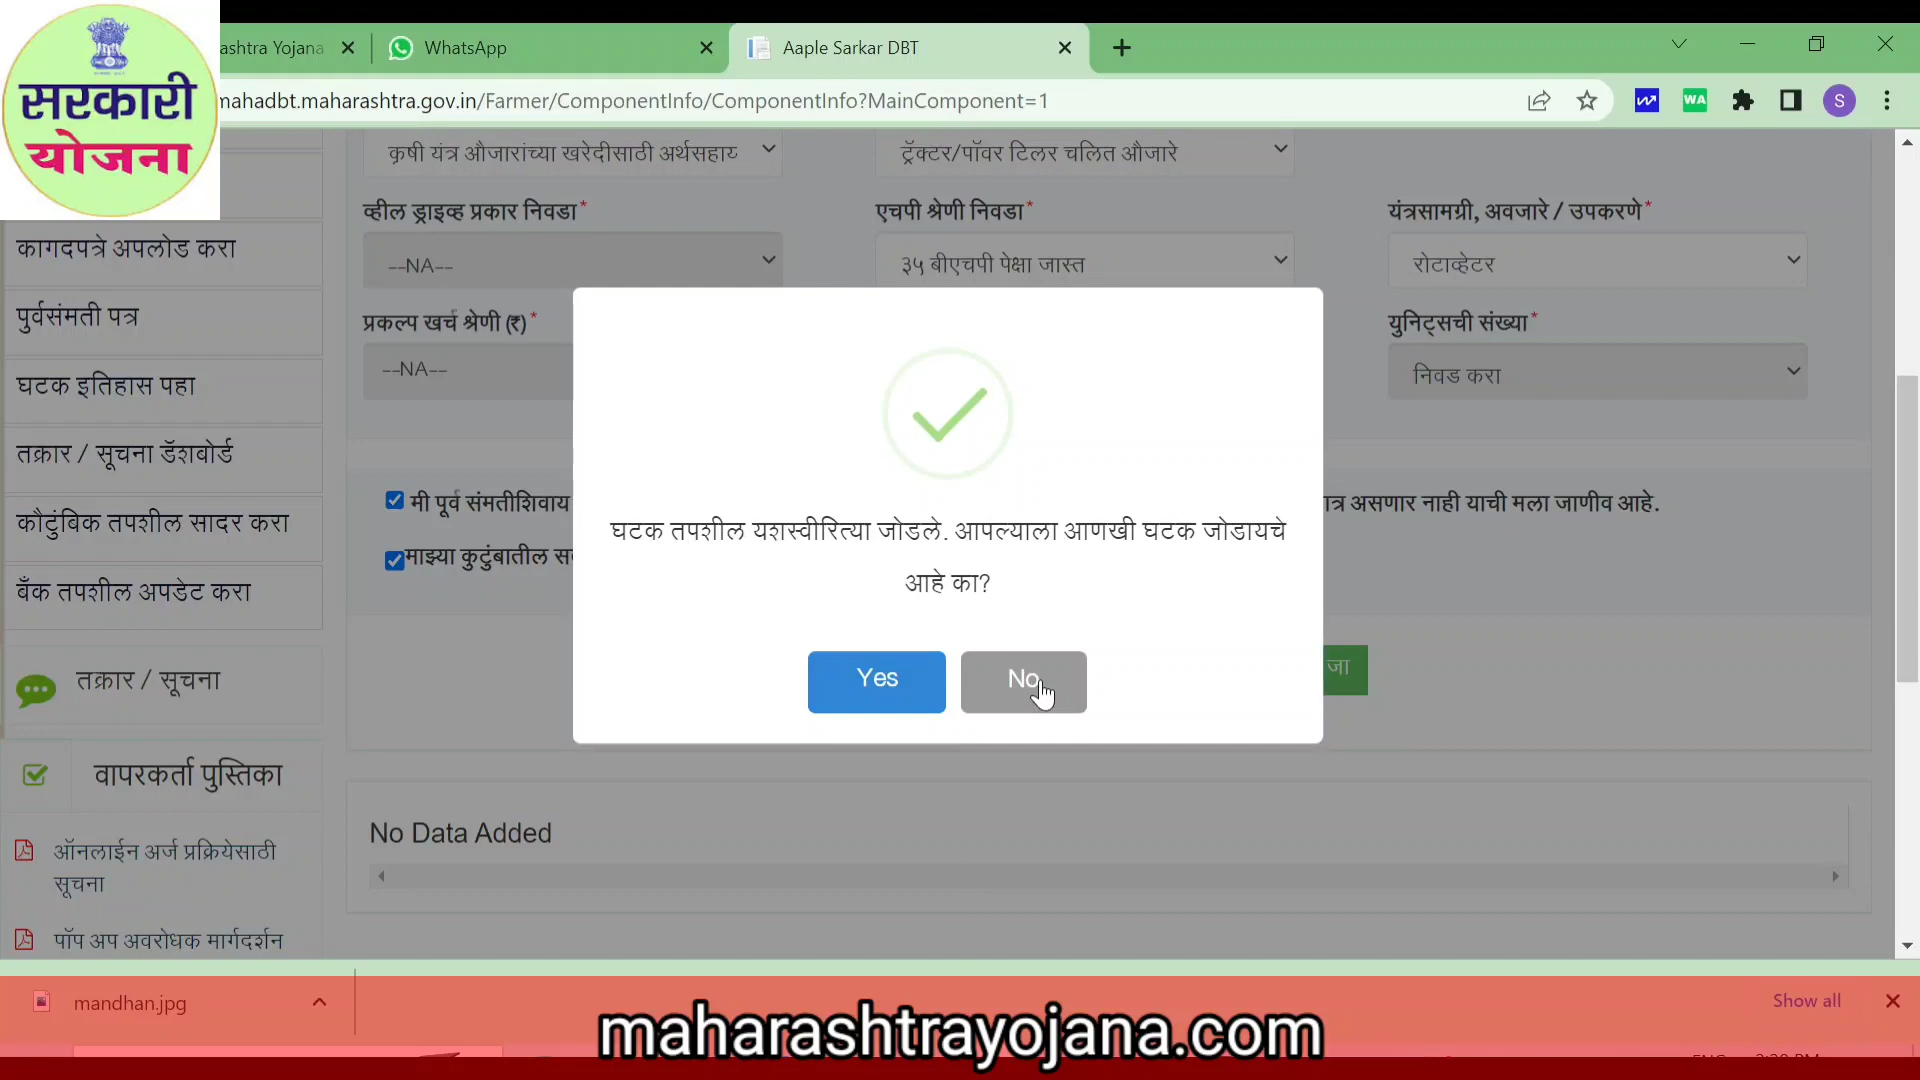 सरकारी
योजना
ashtra Yojana
WhatsApp
Aaple Sarkar DBT
mahadbt.maharashtra.gov.in/Farmer/ComponentInfo/ComponentInfo?MainComponent=1
WA
S
कृषी यंत्र औजारांच्या खरेदीसाठी अर्थसहाय्य
ट्रॅक्टर/पॉवर टिलर चलित औजारे
व्हील ड्राइव्ह प्रकार निवडा*
एचपी श्रेणी निवडा*
यंत्रसामग्री, अवजारे / उपकरणे*
--NA--
३५ बीएचपी पेक्षा जास्त
रोटाव्हेटर
प्रकल्प खर्च श्रेणी (₹)*
युनिट्सची संख्या*
--NA--
निवड करा
कागदपत्रे अपलोड करा
पुर्वसंमती पत्र
घटक इतिहास पहा
तक्रार / सूचना डॅशबोर्ड
कौटुंबिक तपशील सादर करा
बँक तपशील अपडेट करा
तक्रार / सूचना
वापरकर्ता पुस्तिका
ऑनलाईन अर्ज प्रक्रियेसाठी
सूचना
पॉप अप अवरोधक मार्गदर्शन
मी पूर्व संमतीशिवाय
त्र असणार नाही याची मला जाणीव आहे.
माझ्या कुटुंबातील
घटक तपशील यशस्वीरित्या जोडले. आपल्याला आणखी घटक जोडायचे
आहे का?
Yes
No
जा
No Data Added
mandhan.jpg
Show all
maharashtrayojana.com